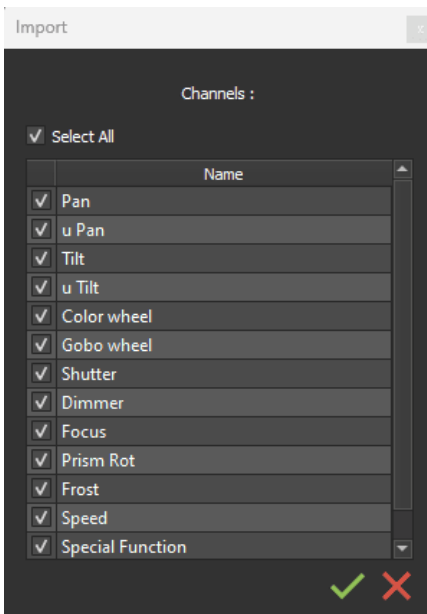 Import
x
Channels :
Select All
Name
Pan
u Pan
Tilt
u Tilt
Color wheel
Gobo wheel
Shutter
Dimmer
Focus
Prism Rot
Frost
Speed
Special Function